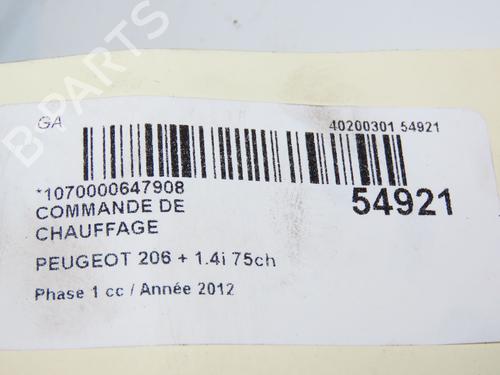 B-PARTS
GA
40200301 54921
*1070000647908
COMMANDE DE
CHAUFFAGE
54921
PEUGEOT 206 + 1.4i 75ch
Phase 1 cc / Année 2012